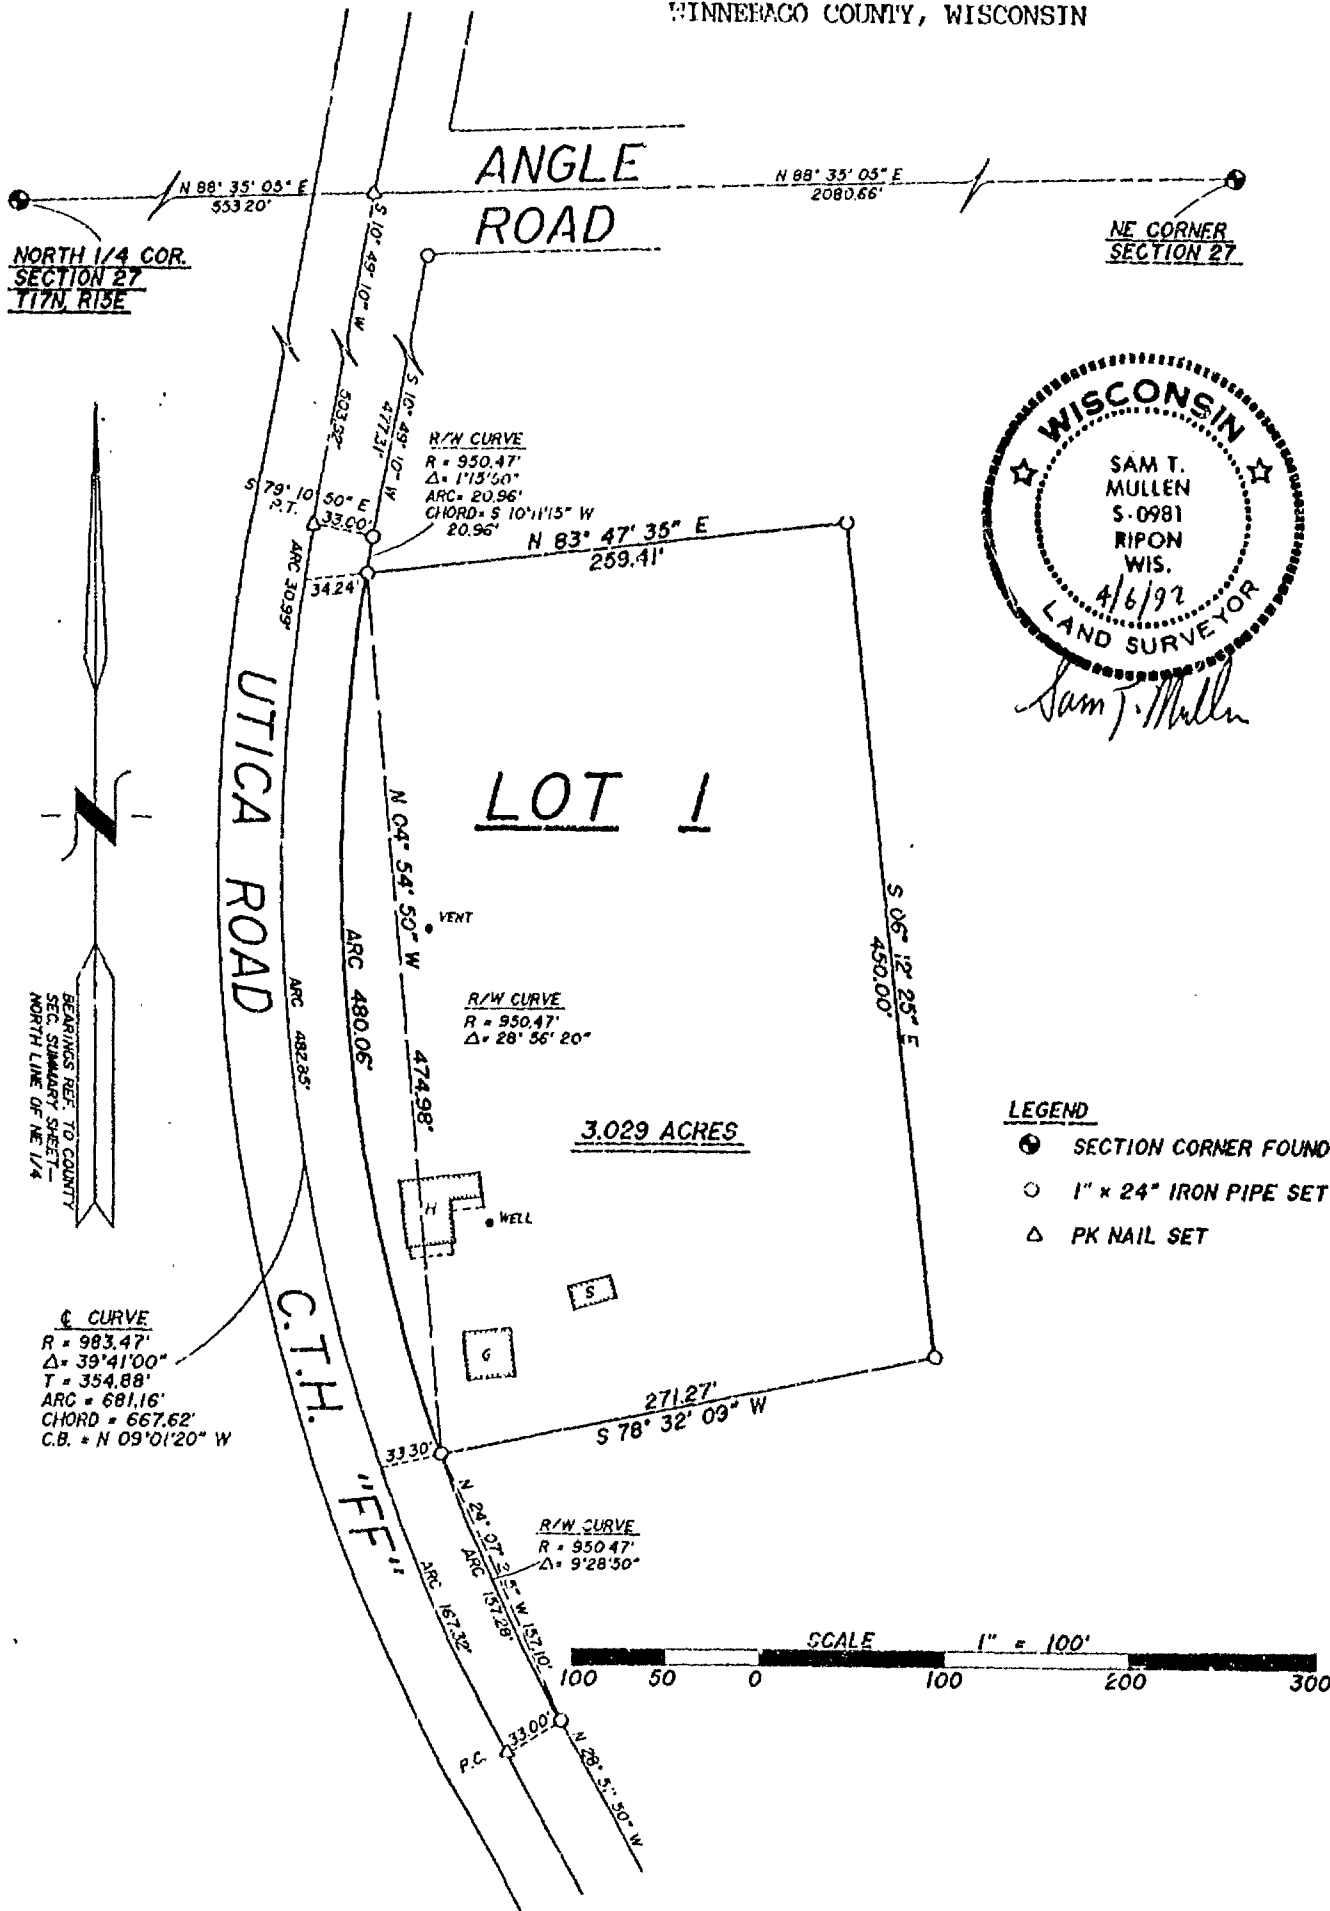 WINNEBAGO COUNTY, WISCONSIN
ANGLE
ROAD
N 88° 35' 05" E
553.20'
N 88° 35' 05" E
2080.66'
NORTH 1/4 COR.
SECTION 27
T17N, R15E
NE CORNER
SECTION 27
S 10° 49' 10" W
503.92'
S 10° 49' 10" W
477.31'
R/W CURVE
R = 950.47'
Δ = 1°15'50"
ARC = 20.96'
CHORD = S 10°11'15" W
20.96'
S 79° 10' 50" E
P.T.
33.00'
ARC 30.99'
34.24'
N 83° 47' 35" E
259.41'
WISCONSIN
SAM T.
MULLEN
S-0981
RIPON
WIS.
4/6/92
LAND SURVEYOR
Sam T. Mullen
UTICA ROAD
LOT 1
N 04° 54' 50" W
474.98'
VENT
ARC 480.06'
ARC 482.85'
R/W CURVE
R = 950.47'
Δ = 28° 56' 20"
S 06° 12' 25" E
450.00'
N
BEARINGS REF. TO COUNTY
SEC. SUMMARY SHEET—
NORTH LINE OF NE 1/4
3.029 ACRES
LEGEND
SECTION CORNER FOUND
1" x 24" IRON PIPE SET
PK NAIL SET
H
WELL
S
G
C.T.H. "FF"
℄ CURVE
R = 983.47'
Δ = 39°41'00"
T = 354.88'
ARC = 681.16'
CHORD = 667.62'
C.B. = N 09°01'20" W
271.27'
S 78° 32' 09" W
33.30'
N 24° 07' 25" W 157.10'
ARC 157.28'
R/W CURVE
R = 950.47'
Δ = 9°28'50"
ARC 167.32'
SCALE 1" = 100'
100 50 0 100 200 300
33.00'
P.C.
N 28° 51' 50" W